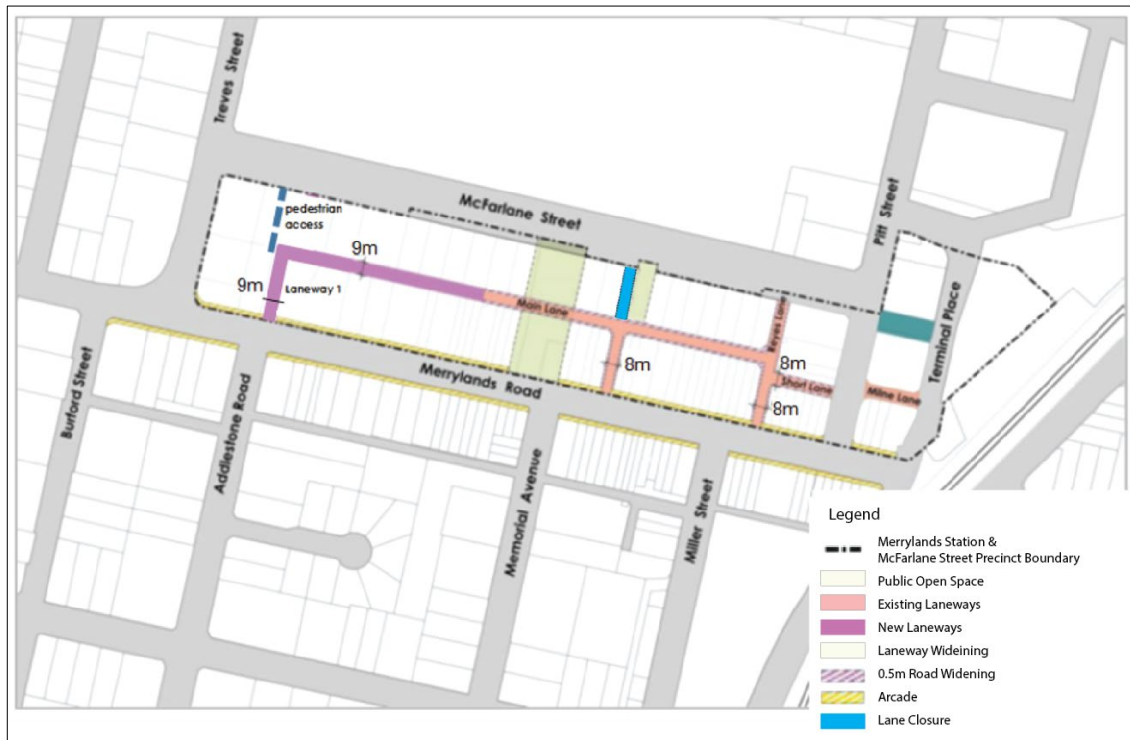 Treves Street
McFarlane Street
Pitt Street
pedestrian
access
9m
9m
Laneway 1
Main Lane
Keyes Lane
8m
8m
Short Lane
Milne Lane
8m
Terminal Place
Merrylands Road
Burford Street
Addlestone Road
Memorial Avenue
Miller Street
Legend
Merrylands Station &
McFarlane Street Precinct Boundary
Public Open Space
Existing Laneways
New Laneways
Laneway Wideining
0.5m Road Widening
Arcade
Lane Closure